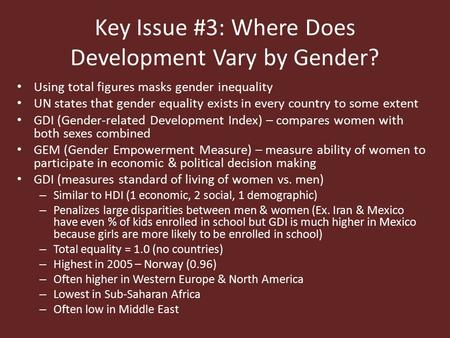 Key Issue #3: Where Does
Development Vary by Gender?
• Using total figures masks gender inequality
• UN states that gender equality exists in every country to some extent
• GDI (Gender-related Development Index) – compares women with
both sexes combined
• GEM (Gender Empowerment Measure) – measure ability of women to
participate in economic & political decision making
• GDI (measures standard of living of women vs. men)
– Similar to HDI (1 economic, 2 social, 1 demographic)
– Penalizes large disparities between men & women (Ex. Iran & Mexico
have even % of kids enrolled in school but GDI is much higher in Mexico
because girls are more likely to be enrolled in school)
– Total equality = 1.0 (no countries)
– Highest in 2005 – Norway (0.96)
– Often higher in Western Europe & North America
– Lowest in Sub-Saharan Africa
– Often low in Middle East